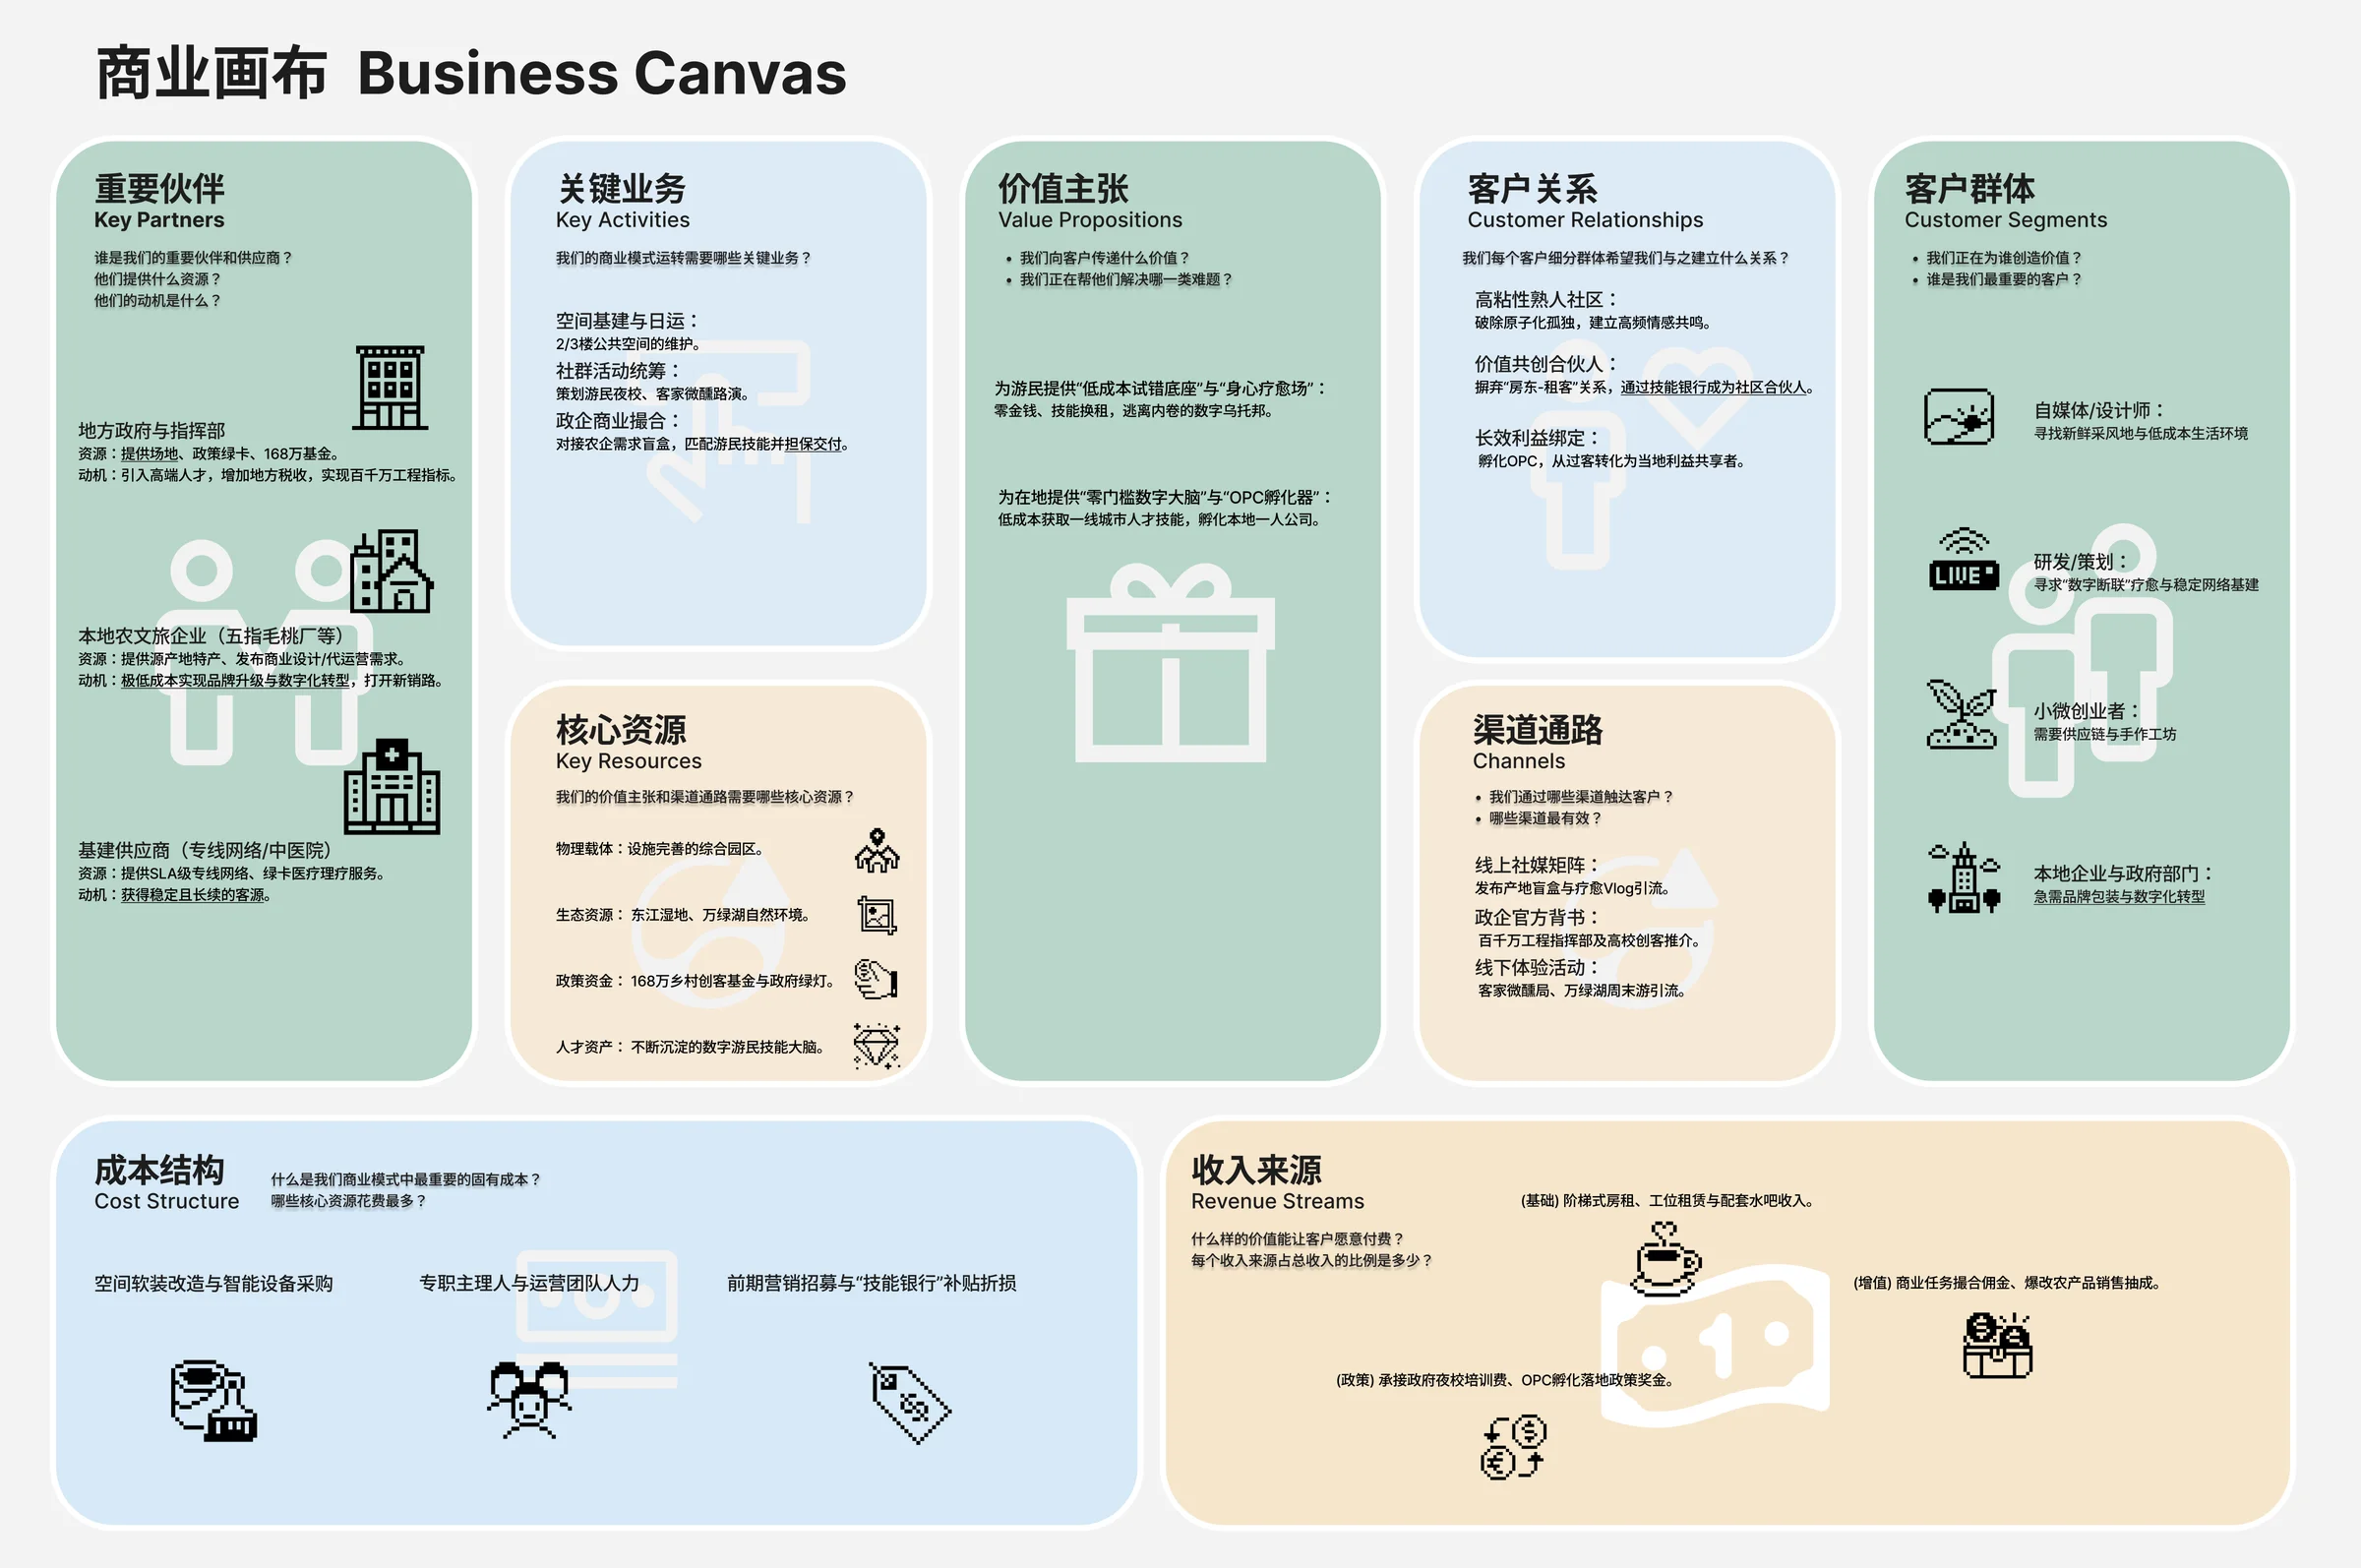 商业画布 Business Canvas
重要伙伴
Key Partners
谁是我们的重要伙伴和供应商？
他们提供什么资源？
他们的动机是什么？
地方政府与指挥部
资源：提供场地、政策绿卡、168万基金。
动机：引入高端人才，增加地方税收，实现百千万工程指标。
本地农文旅企业（五指毛桃厂等）
资源：提供源产地特产、发布商业设计/代运营需求。
动机：极低成本实现品牌升级与数字化转型，打开新销路。
基建供应商（专线网络/中医院）
资源：提供SLA级专线网络、绿卡医疗理疗服务。
动机：获得稳定且长续的客源。
关键业务
Key Activities
我们的商业模式运转需要哪些关键业务？
空间基建与日运：
2/3楼公共空间的维护。
社群活动统筹：
策划游民夜校、客家微醺路演。
政企商业撮合：
对接农企需求盲盒，匹配游民技能并担保交付。
核心资源
Key Resources
我们的价值主张和渠道通路需要哪些核心资源？
物理载体：设施完善的综合园区。
生态资源： 东江湿地、万绿湖自然环境。
政策资金： 168万乡村创客基金与政府绿灯。
人才资产： 不断沉淀的数字游民技能大脑。
价值主张
Value Propositions
• 我们向客户传递什么价值？
• 我们正在帮他们解决哪一类难题？
为游民提供“低成本试错底座”与“身心疗愈场”：
零金钱、技能换租，逃离内卷的数字乌托邦。
为在地提供“零门槛数字大脑”与“OPC孵化器”：
低成本获取一线城市人才技能，孵化本地一人公司。
客户关系
Customer Relationships
我们每个客户细分群体希望我们与之建立什么关系？
高粘性熟人社区：
破除原子化孤独，建立高频情感共鸣。
价值共创合伙人：
摒弃“房东-租客”关系，通过技能银行成为社区合伙人。
长效利益绑定：
孵化OPC，从过客转化为当地利益共享者。
渠道通路
Channels
• 我们通过哪些渠道触达客户？
• 哪些渠道最有效？
线上社媒矩阵：
发布产地盲盒与疗愈Vlog引流。
政企官方背书：
百千万工程指挥部及高校创客推介。
线下体验活动：
客家微醺局、万绿湖周末游引流。
客户群体
Customer Segments
• 我们正在为谁创造价值？
• 谁是我们最重要的客户？
自媒体/设计师：
寻找新鲜采风地与低成本生活环境
LIVE
研发/策划：
寻求“数字断联”疗愈与稳定网络基建
小微创业者：
需要供应链与手作工坊
本地企业与政府部门：
急需品牌包装与数字化转型
成本结构
Cost Structure
什么是我们商业模式中最重要的固有成本？
哪些核心资源花费最多？
空间软装改造与智能设备采购
专职主理人与运营团队人力
前期营销招募与“技能银行”补贴折损
收入来源
Revenue Streams
什么样的价值能让客户愿意付费？
每个收入来源占总收入的比例是多少？
(基础) 阶梯式房租、工位租赁与配套水吧收入。
(增值) 商业任务撮合佣金、爆改农产品销售抽成。
(政策) 承接政府夜校培训费、OPC孵化落地政策奖金。
1